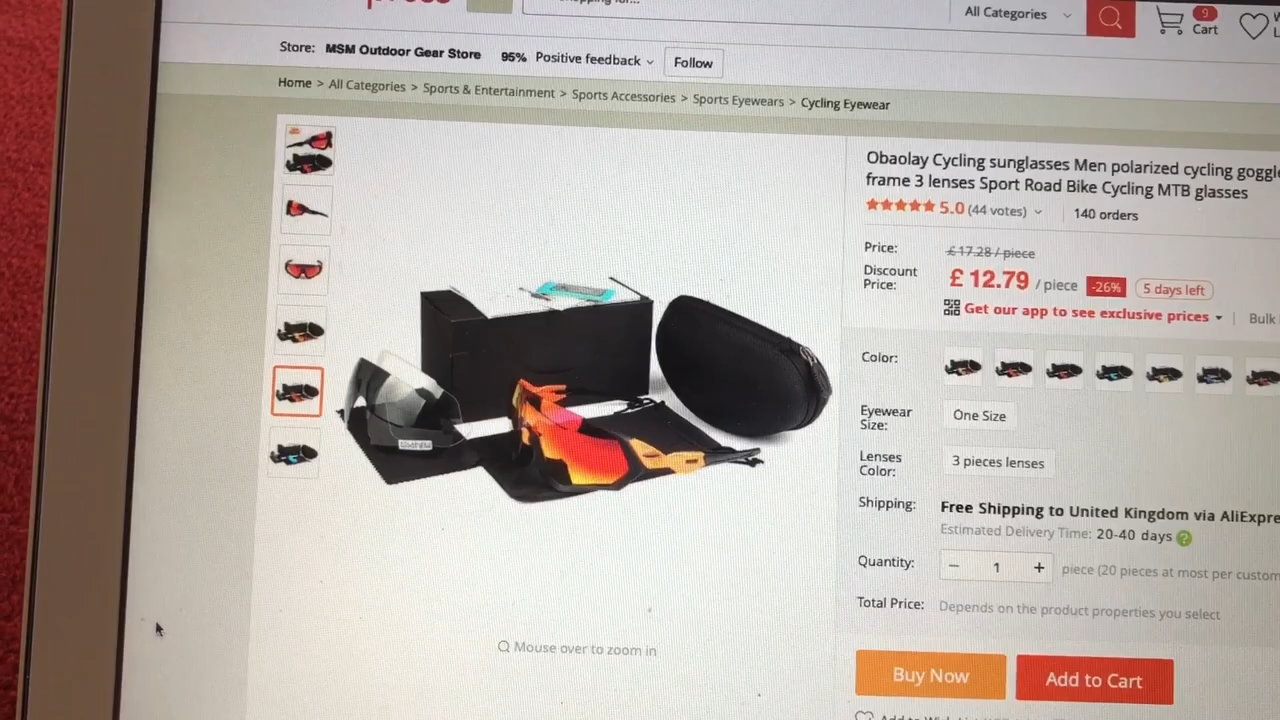 press
All Categories
9
Cart
Store: MSM Outdoor Gear Store 95% Positive feedback Follow
Home > All Categories > Sports & Entertainment > Sports Accessories > Sports Eyewears > Cycling Eyewear
Obaolay Cycling sunglasses Men polarized cycling goggle
frame 3 lenses Sport Road Bike Cycling MTB glasses
5.0 (44 votes) 140 orders
Price: £17.28 / piece
Discount
Price: £12.79 / piece -26% 5 days left
Get our app to see exclusive prices Bulk
Color:
Eyewear
Size: One Size
Lenses
Color: 3 pieces lenses
Shipping: Free Shipping to United Kingdom via AliExpre
Estimated Delivery Time: 20-40 days ?
Quantity: − 1 + piece (20 pieces at most per custom
Total Price: Depends on the product properties you select
Mouse over to zoom in
Buy Now Add to Cart